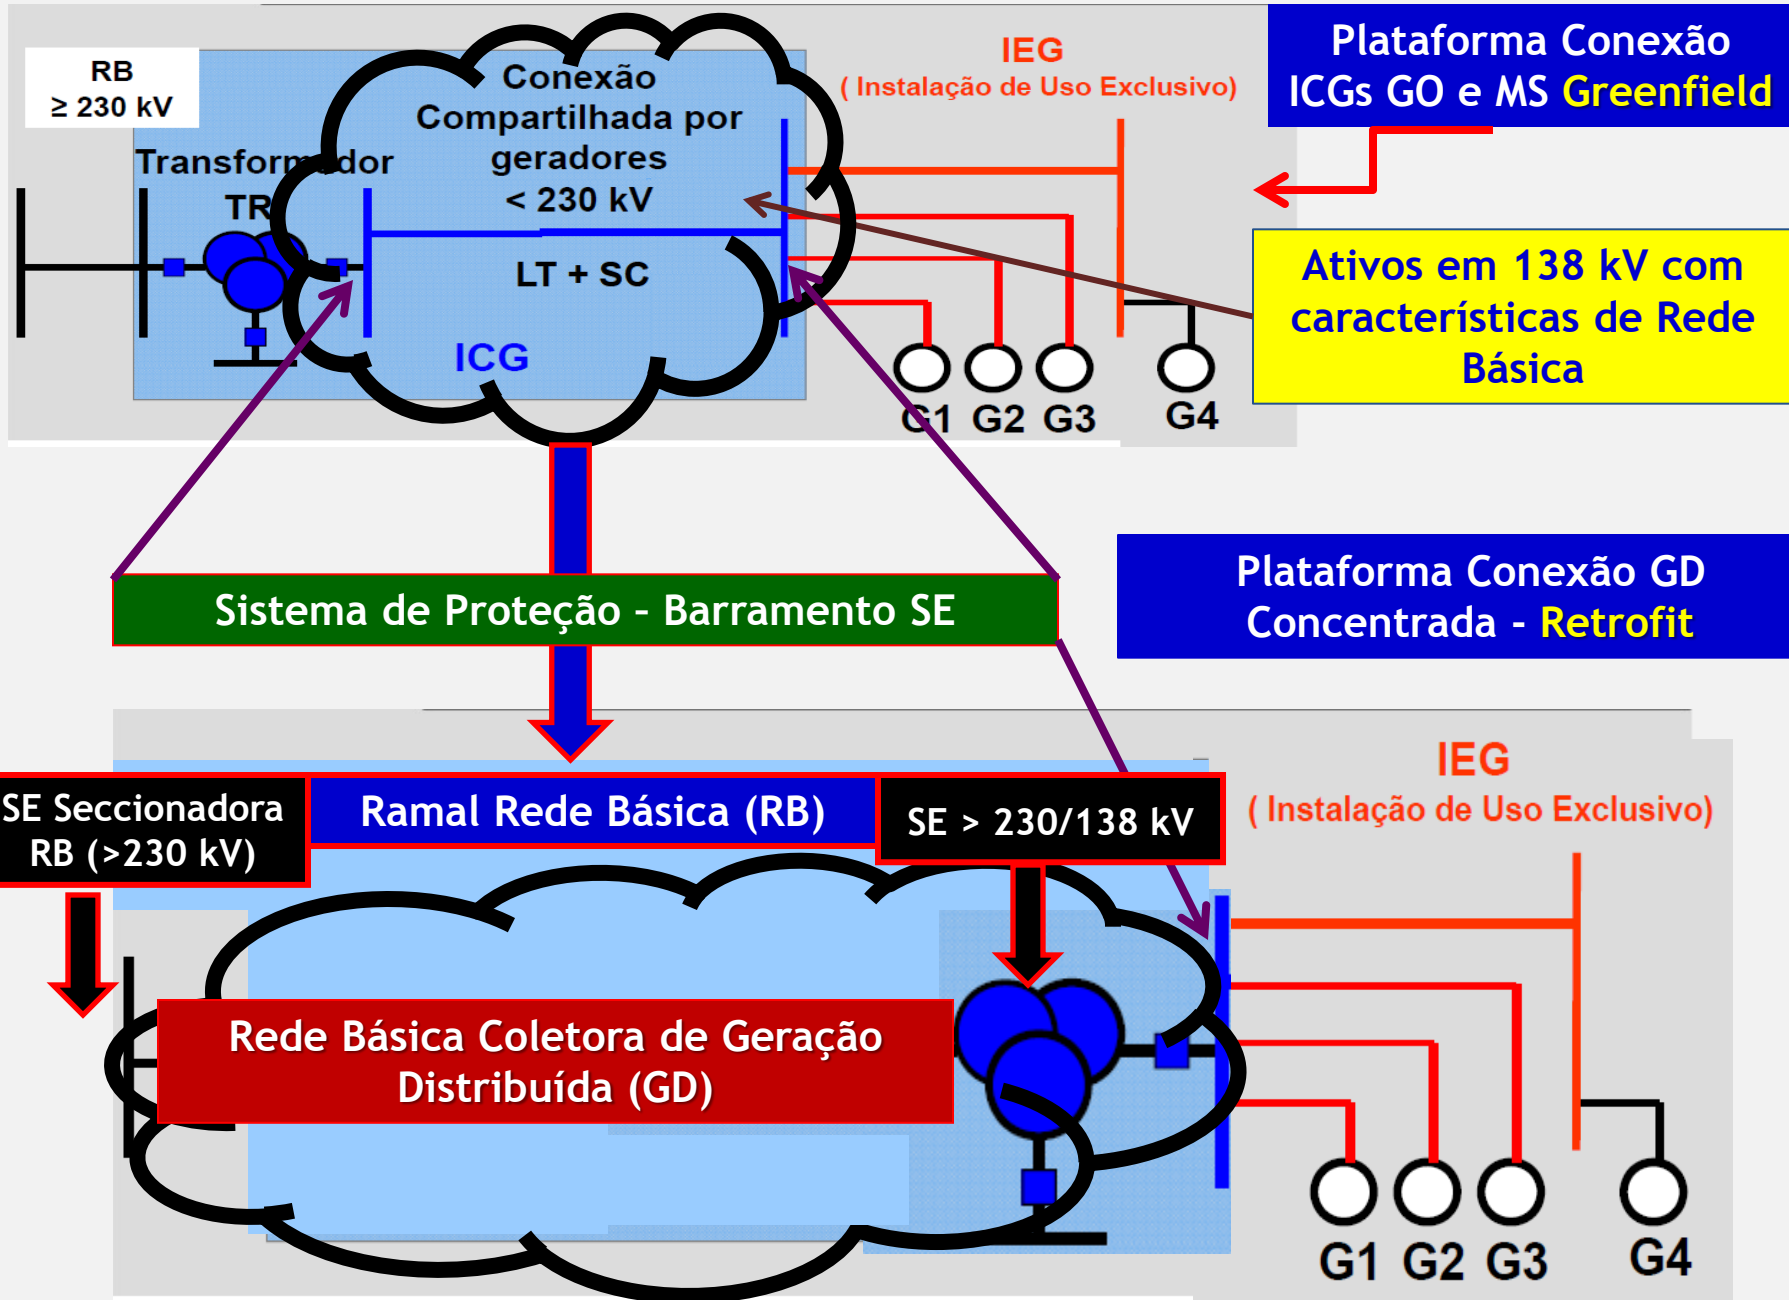 RB
≥ 230 kV
Transformador
TR
Conexão
Compartilhada por
geradores
< 230 kV
LT + SC
ICG
IEG
( Instalação de Uso Exclusivo)
G1 G2 G3 G4
Plataforma Conexão
ICGs GO e MS Greenfield
Ativos em 138 kV com
características de Rede
Básica
Sistema de Proteção – Barramento SE
Plataforma Conexão GD
Concentrada - Retrofit
SE Seccionadora
RB (>230 kV)
Ramal Rede Básica (RB)
SE > 230/138 kV
IEG
( Instalação de Uso Exclusivo)
Rede Básica Coletora de Geração
Distribuída (GD)
G1 G2 G3 G4